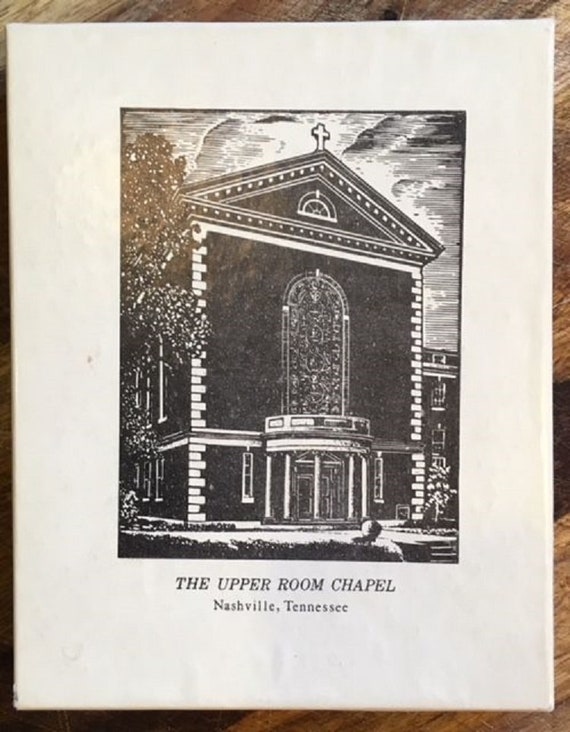 THE UPPER ROOM CHAPEL
Nashville, Tennessee